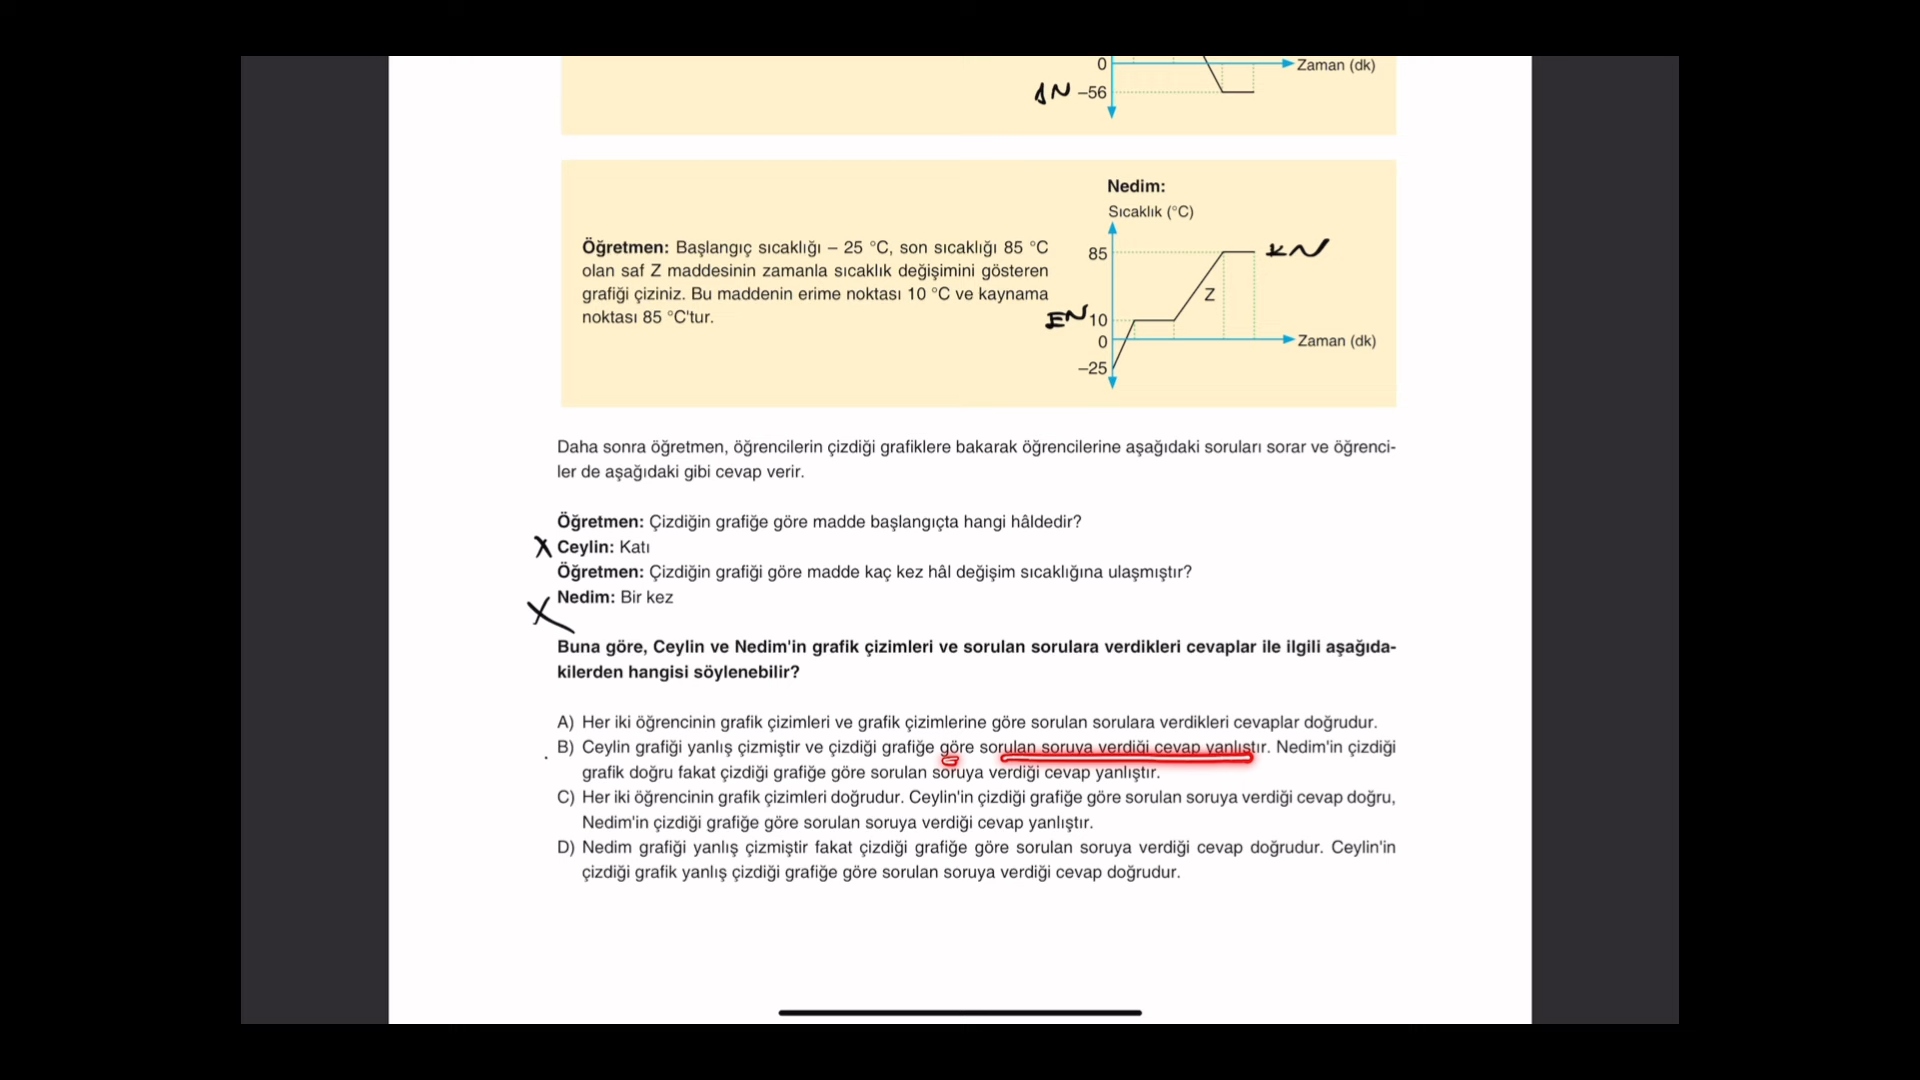 0
Zaman (dk)
–56
Nedim:
Sıcaklık (°C)
Öğretmen: Başlangıç sıcaklığı – 25 °C, son sıcaklığı 85 °C
olan saf Z maddesinin zamanla sıcaklık değişimini gösteren
grafiği çiziniz. Bu maddenin erime noktası 10 °C ve kaynama
noktası 85 °C'tur.
85
KN
Z
EN 10
0
Zaman (dk)
–25
Daha sonra öğretmen, öğrencilerin çizdiği grafiklere bakarak öğrencilerine aşağıdaki soruları sorar ve öğrenci-
ler de aşağıdaki gibi cevap verir.
Öğretmen: Çizdiğin grafiğe göre madde başlangıçta hangi hâldedir?
X Ceylin: Katı
Öğretmen: Çizdiğin grafiği göre madde kaç kez hâl değişim sıcaklığına ulaşmıştır?
X Nedim: Bir kez
Buna göre, Ceylin ve Nedim'in grafik çizimleri ve sorulan sorulara verdikleri cevaplar ile ilgili aşağıda-
kilerden hangisi söylenebilir?
A) Her iki öğrencinin grafik çizimleri ve grafik çizimlerine göre sorulan sorulara verdikleri cevaplar doğrudur.
B) Ceylin grafiği yanlış çizmiştir ve çizdiği grafiğe göre sorulan soruya verdiği cevap yanlıştır. Nedim'in çizdiği
grafik doğru fakat çizdiği grafiğe göre sorulan soruya verdiği cevap yanlıştır.
C) Her iki öğrencinin grafik çizimleri doğrudur. Ceylin'in çizdiği grafiğe göre sorulan soruya verdiği cevap doğru,
Nedim'in çizdiği grafiğe göre sorulan soruya verdiği cevap yanlıştır.
D) Nedim grafiği yanlış çizmiştir fakat çizdiği grafiğe göre sorulan soruya verdiği cevap doğrudur. Ceylin'in
çizdiği grafik yanlış çizdiği grafiğe göre sorulan soruya verdiği cevap doğrudur.